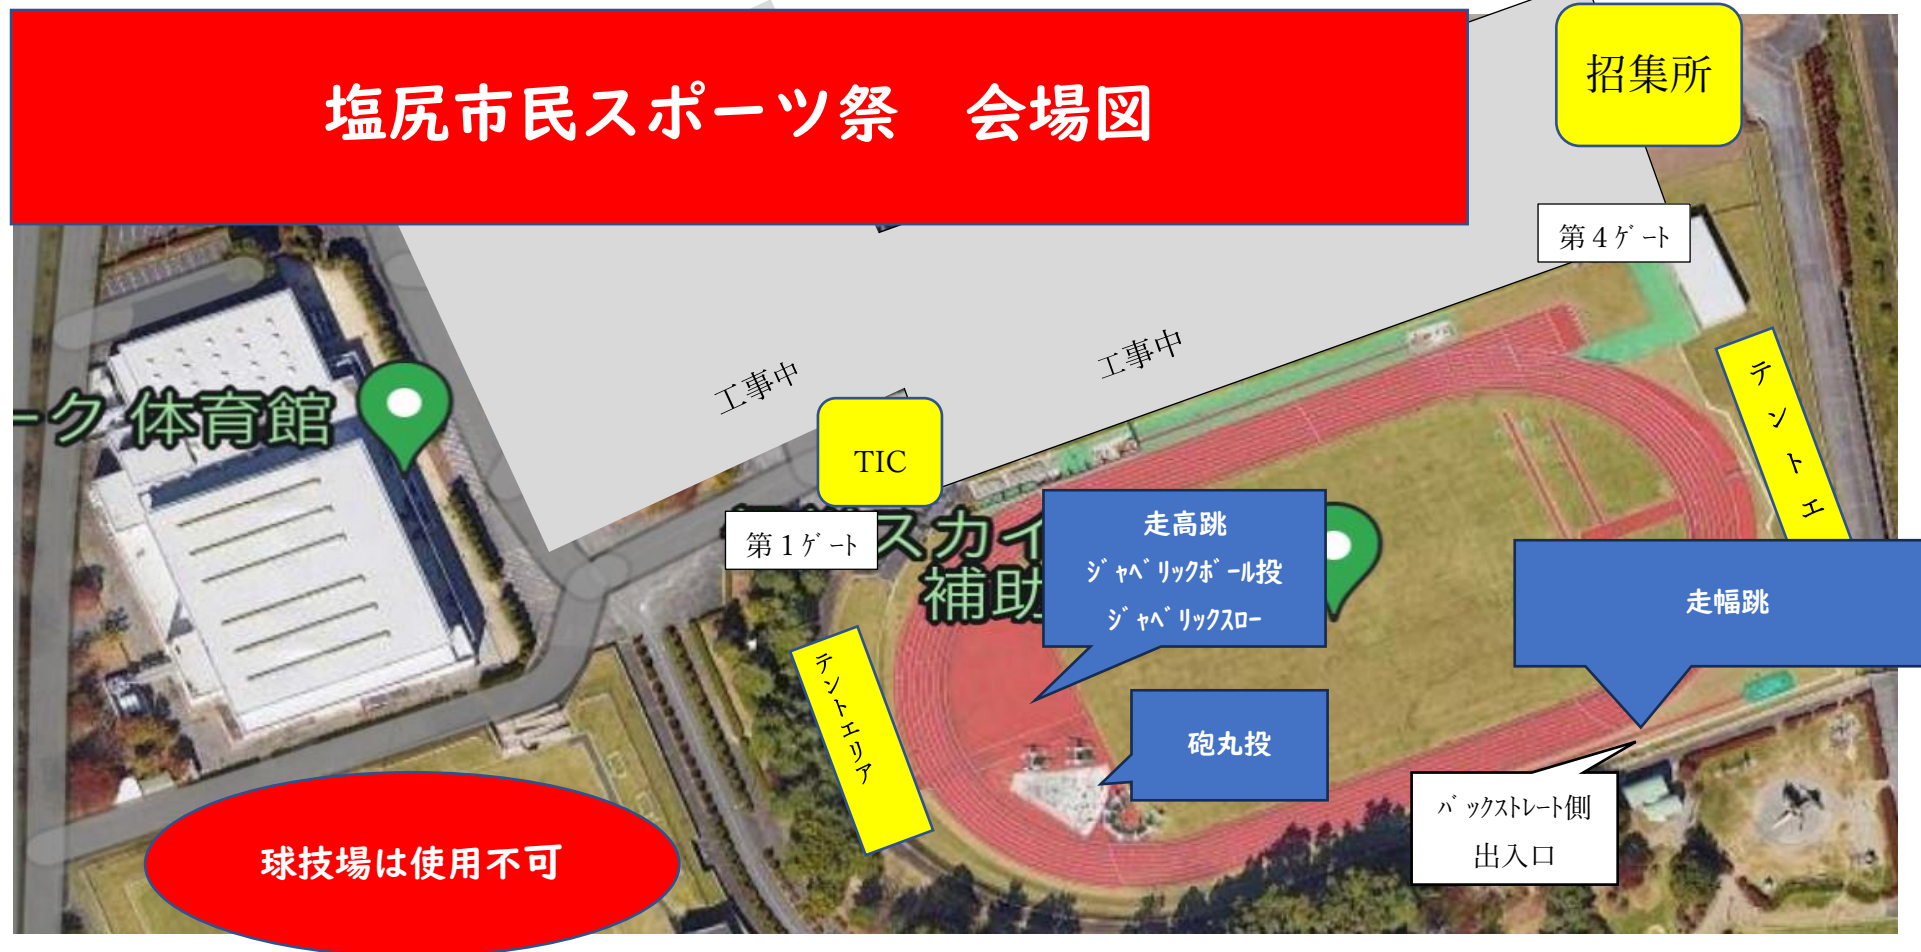 塩尻市民スポーツ祭　会場図
招集所
第４ゲート
工事中
工事中
ーク 体育館
TIC
第１ゲート
スカイ
補助
走高跳
ジャベリックボール投
ジャベリックスロー
テントエ
走幅跳
テントエリア
砲丸投
バックストレート側
出入口
球技場は使用不可